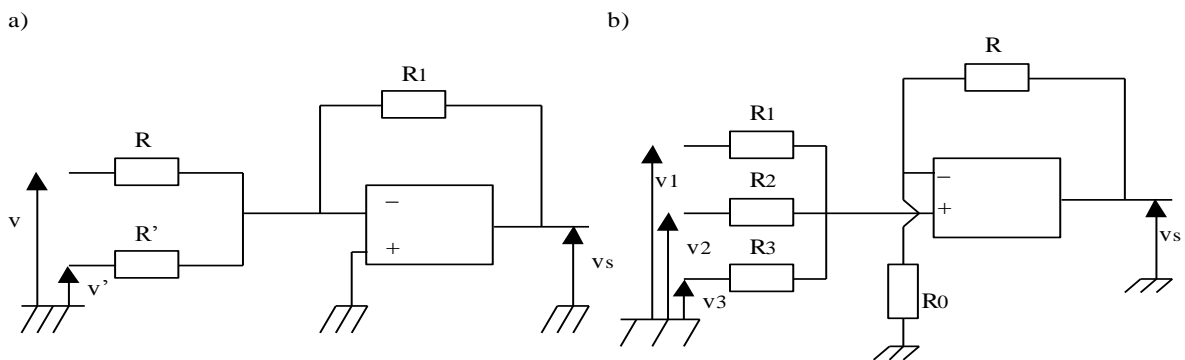 a)
R
R'
v
v'
R1
−
+
vs
b)
R1
R2
R3
v1
v2
v3
R
−
+
R0
vs